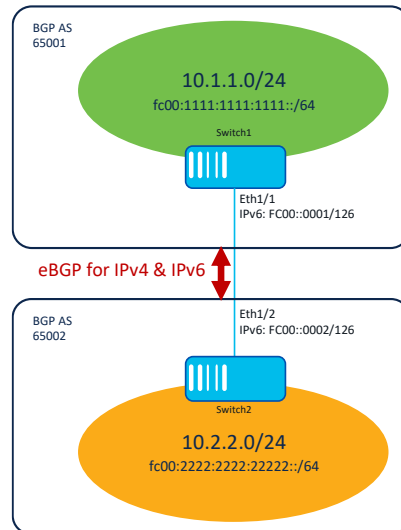 BGP AS
65001
10.1.1.0/24
fc00:1111:1111:1111::/64
Switch1
Eth1/1
IPv6: FC00::0001/126
eBGP for IPv4 & IPv6
Eth1/2
IPv6: FC00::0002/126
BGP AS
65002
Switch2
10.2.2.0/24
fc00:2222:2222:22222::/64